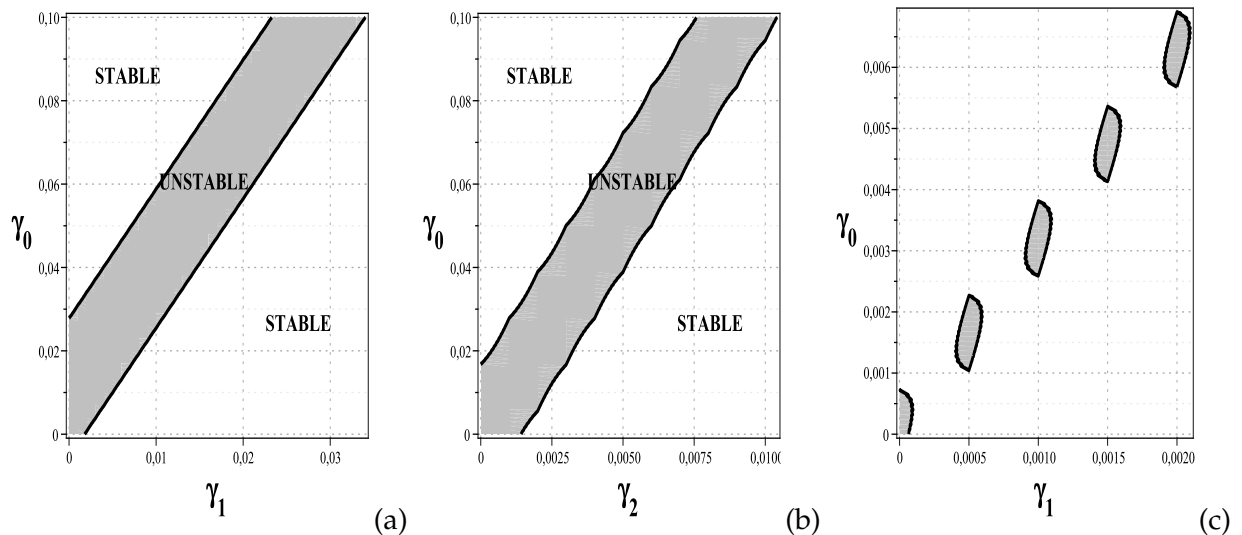 0,10
0,08
0,06
0,04
0,02
0
γ0
STABLE
UNSTABLE
STABLE
0 0,01 0,02 0,03
γ1
(a)
0,10
0,08
0,06
0,04
0,02
0
γ0
STABLE
UNSTABLE
STABLE
0 0,0025 0,0050 0,0075 0,0100
γ2
(b)
0,006
0,005
0,004
0,003
0,002
0,001
0
γ0
0 0,0005 0,0010 0,0015 0,0020
γ1
(c)